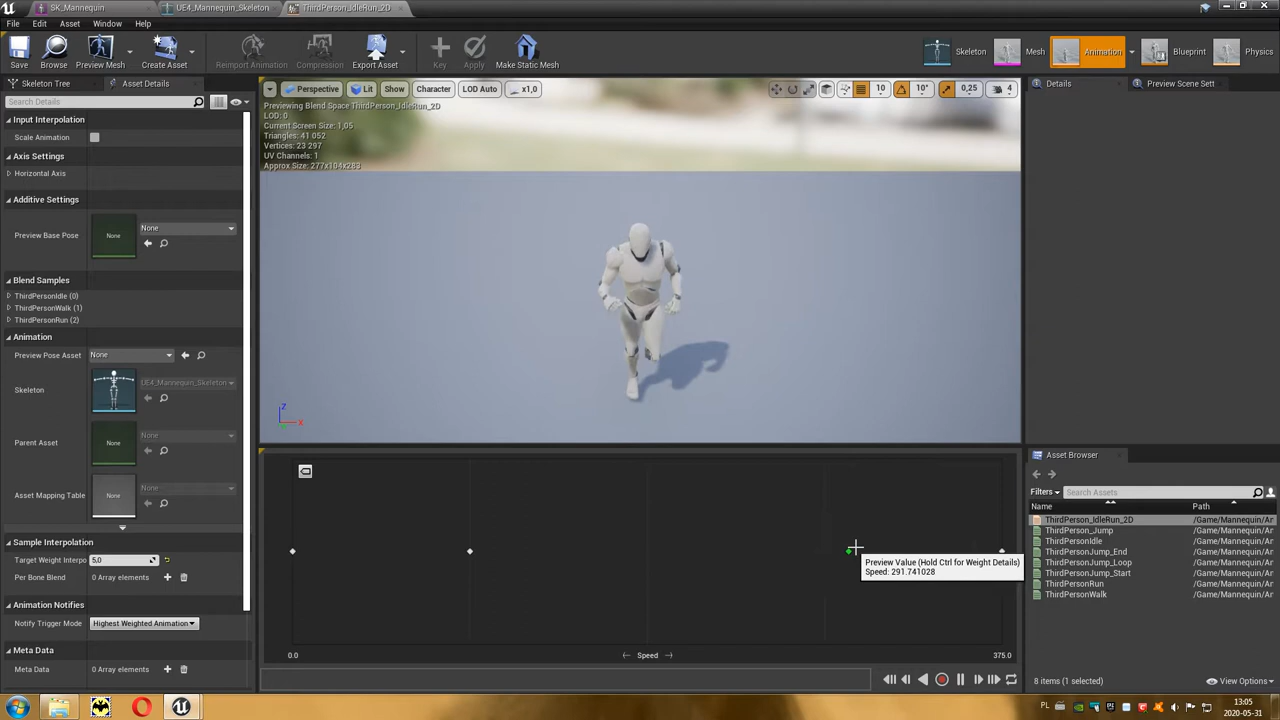 SK_Mannequin
UE4_Mannequin_Skeleton
ThirdPerson_IdleRun_2D
File Edit Asset Window Help
Save
Browse
Preview Mesh
Create Asset
Reimport Animation
Compression
Export Asset
Key
Apply
Make Static Mesh
Skeleton
Mesh
Animation
Blueprint
Physics
Skeleton Tree
Asset Details
Search Details
Input Interpolation
Scale Animation
Axis Settings
Horizontal Axis
Additive Settings
Preview Base Pose
None
None
Blend Samples
ThirdPersonIdle (0)
ThirdPersonWalk (1)
ThirdPersonRun (2)
Animation
Preview Pose Asset
None
Skeleton
UE4_Mannequin_Skeleton
Parent Asset
None
None
Asset Mapping Table
None
None
Sample Interpolation
Target Weight Interpo
5,0
Per Bone Blend
0 Array elements
Animation Notifies
Notify Trigger Mode
Highest Weighted Animation
Meta Data
Meta Data
0 Array elements
Perspective
Lit
Show
Character
LOD Auto
x1,0
10
10°
0,25
4
Previewing Blend Space ThirdPerson_IdleRun_2D
LOD: 0
Current Screen Size: 1,05
Triangles: 41 052
Vertices: 23 297
UV Channels: 1
Approx Size: 277x104x283
Z
X
Preview Value (Hold Ctrl for Weight Details)
Speed: 291.741028
0.0
Speed
375.0
Details
Preview Scene Sett
Asset Browser
Filters
Search Assets
Name
Path
ThirdPerson_IdleRun_2D /Game/Mannequin/Ar
ThirdPerson_Jump /Game/Mannequin/Ar
ThirdPersonIdle /Game/Mannequin/Ar
ThirdPersonJump_End /Game/Mannequin/Ar
ThirdPersonJump_Loop /Game/Mannequin/Ar
ThirdPersonJump_Start /Game/Mannequin/Ar
ThirdPersonRun /Game/Mannequin/Ar
ThirdPersonWalk /Game/Mannequin/Ar
8 items (1 selected)
View Options
PL
13:05
2020-05-31